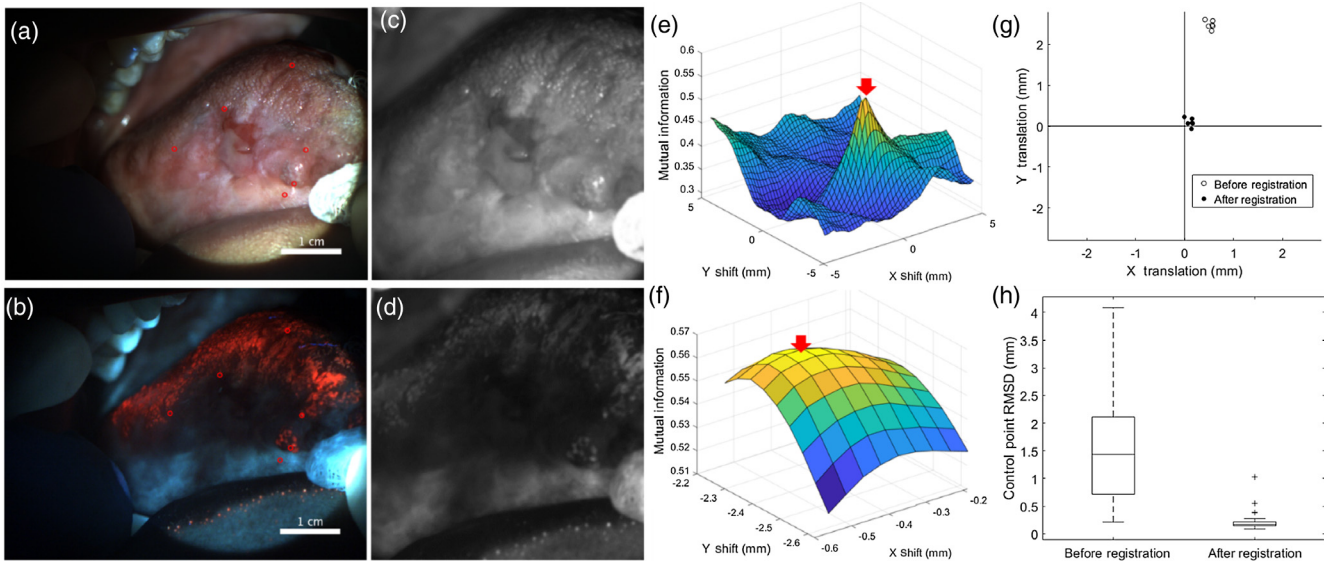 (a)
1 cm
(b)
1 cm
(c)
(d)
(e)
0.6
0.55
0.5
0.45
0.4
0.35
0.3
Mutual information
5
0
-5
Y shift (mm)
-5
0
5
X Shift (mm)
(f)
0.57
0.56
0.55
0.54
0.53
0.52
0.51
Mutual information
-2.2
-2.3
-2.4
-2.5
-2.6
Y shift (mm)
-0.6
-0.5
-0.4
-0.3
-0.2
X Shift (mm)
(g)
2
1
0
-1
-2
Y translation (mm)
Before registration
After registration
-2
-1
0
1
2
X translation (mm)
(h)
4
3.5
3
2.5
2
1.5
1
0.5
0
Control point RMSD (mm)
Before registration
After registration